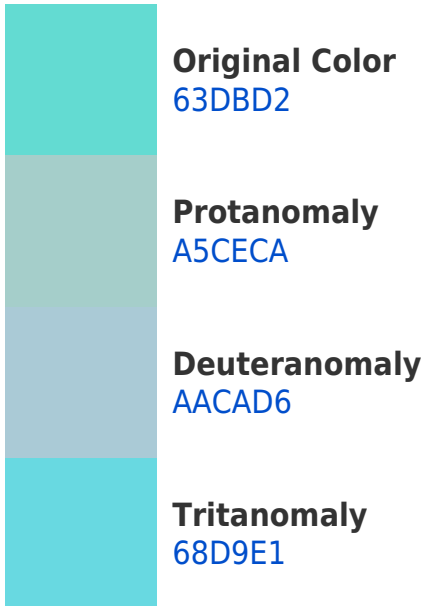 Original Color
63DBD2
Protanomaly
A5CECA
Deuteranomaly
AACAD6
Tritanomaly
68D9E1